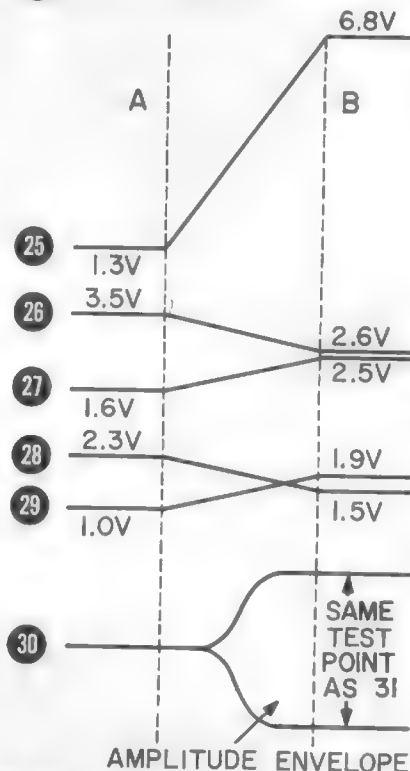 6.8V
A
B
25
1.3V
26
3.5V
2.6V
27
2.5V
1.6V
28
2.3V
1.9V
29
1.5V
1.0V
30
SAME
TEST
POINT
AS 31
AMPLITUDE ENVELOPE